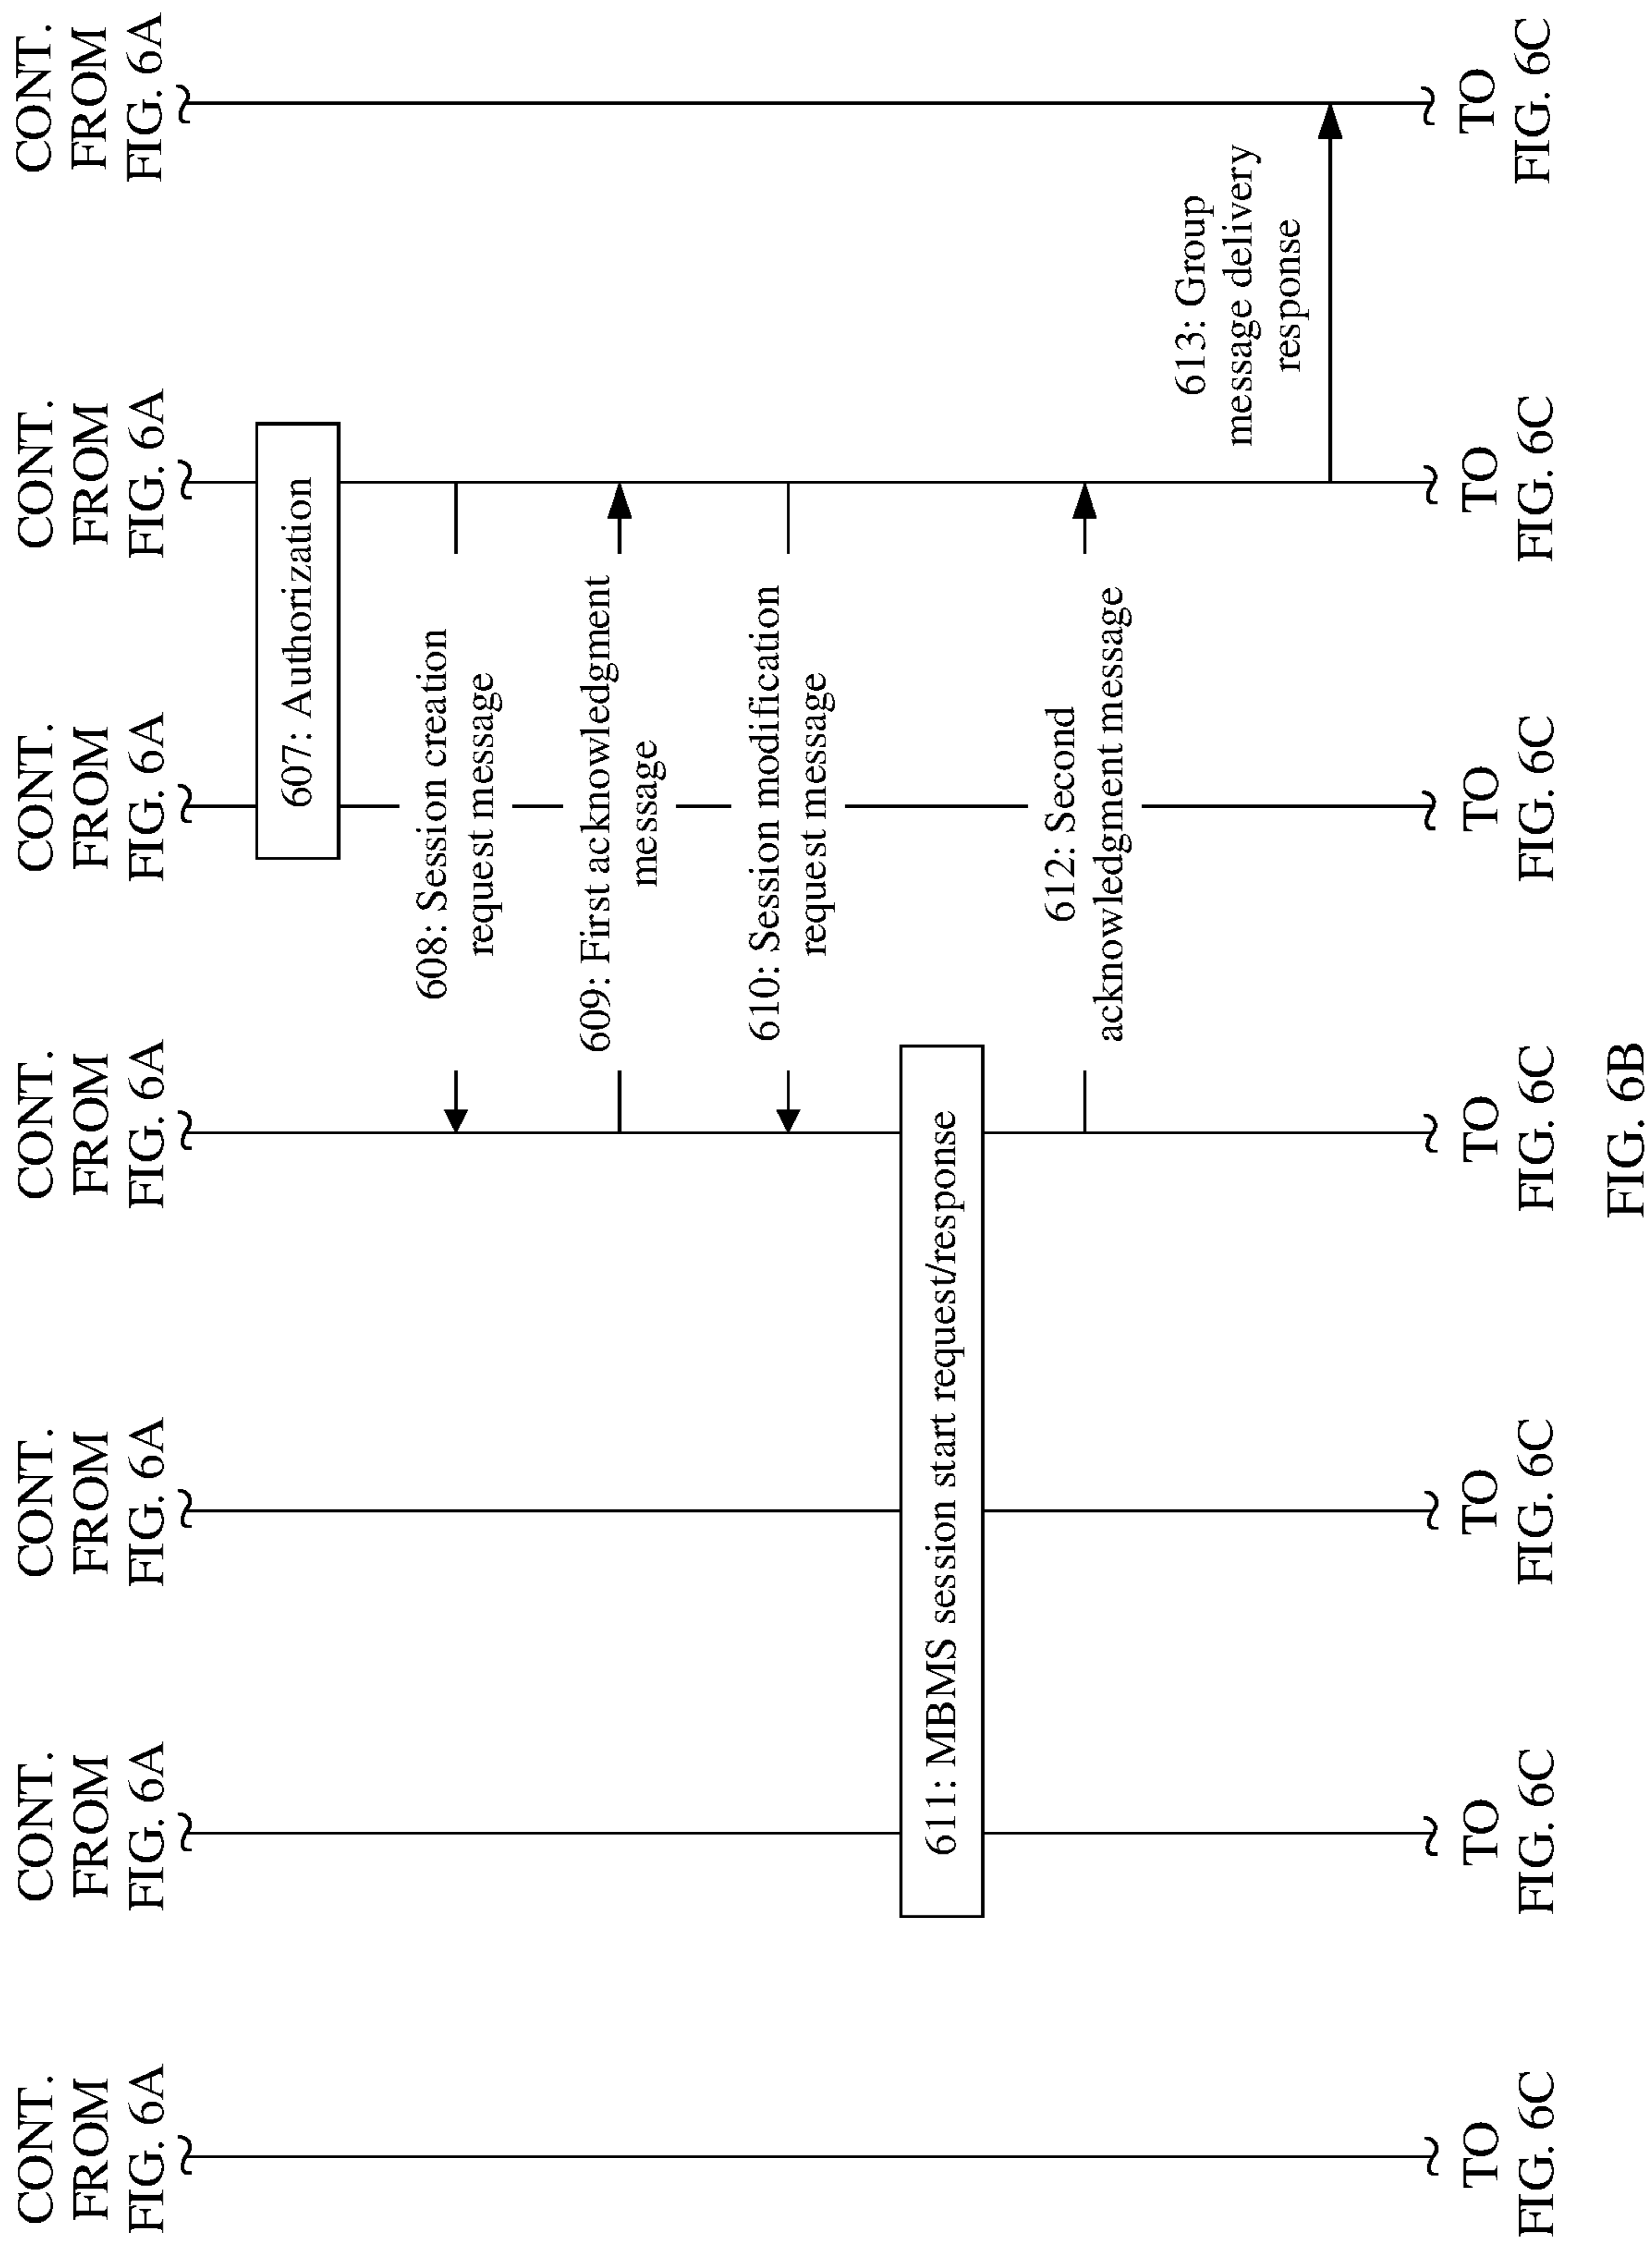 CONT.
FROM
FIG. 6A
CONT.
FROM
FIG. 6A
CONT.
FROM
FIG. 6A
CONT.
FROM
FIG. 6A
CONT.
FROM
FIG. 6A
CONT.
FROM
FIG. 6A
CONT.
FROM
FIG. 6A
607: Authorization
608: Session creation
request message
609: First acknowledgment
message
610: Session modification
request message
611: MBMS session start request/response
612: Second
acknowledgment message
613: Group
message delivery
response
TO
FIG. 6C
TO
FIG. 6C
TO
FIG. 6C
TO
FIG. 6C
TO
FIG. 6C
TO
FIG. 6C
TO
FIG. 6C
FIG. 6B